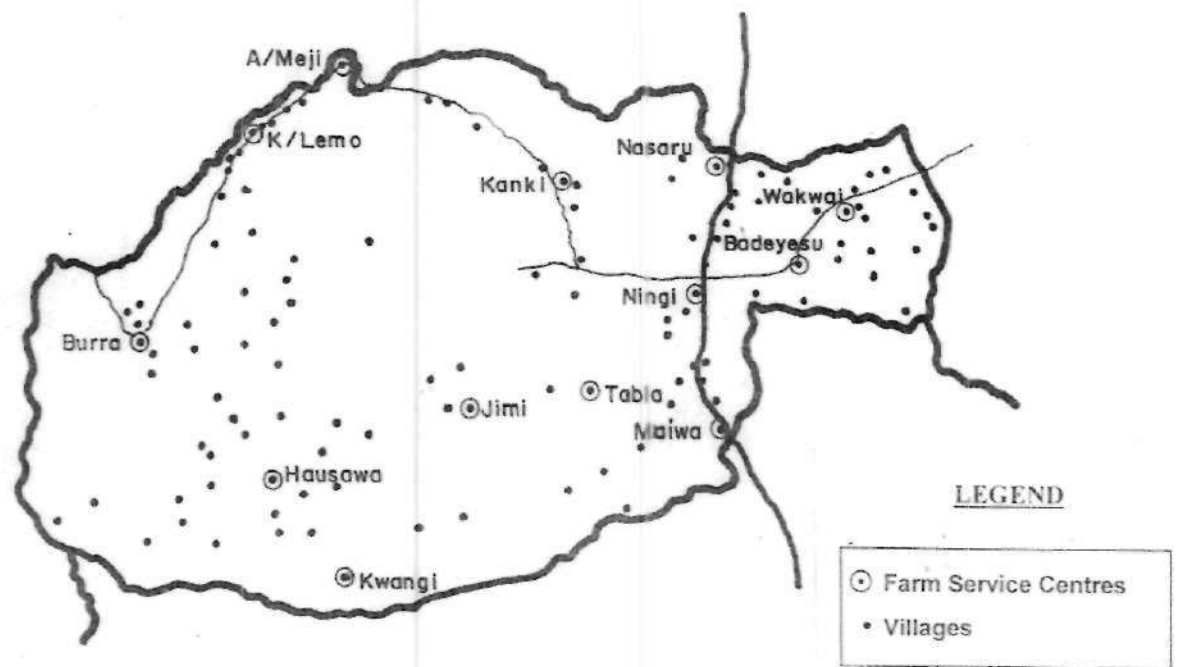 A/Meji
K/Lemo
Nasaru
Kanki
Wakwai
Badeyesu
Ningi
Burra
Tabla
Jimi
Maiwa
Hausawa
Kwangi
LEGEND
Farm Service Centres
Villages